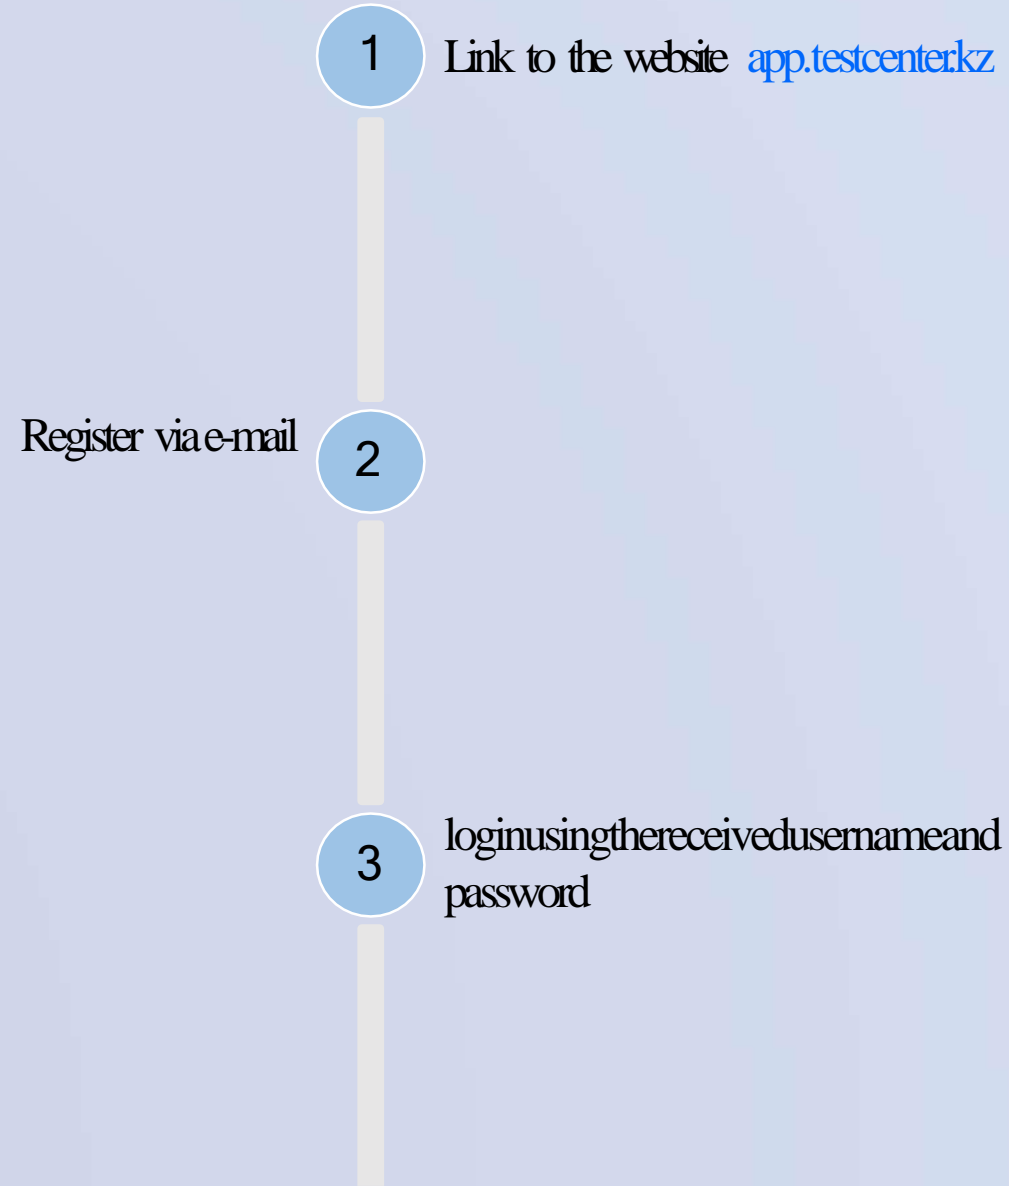 1
Link to the website app.testcenter.kz
Register via e-mail
2
3
loginusingthereceivedusernameand
password